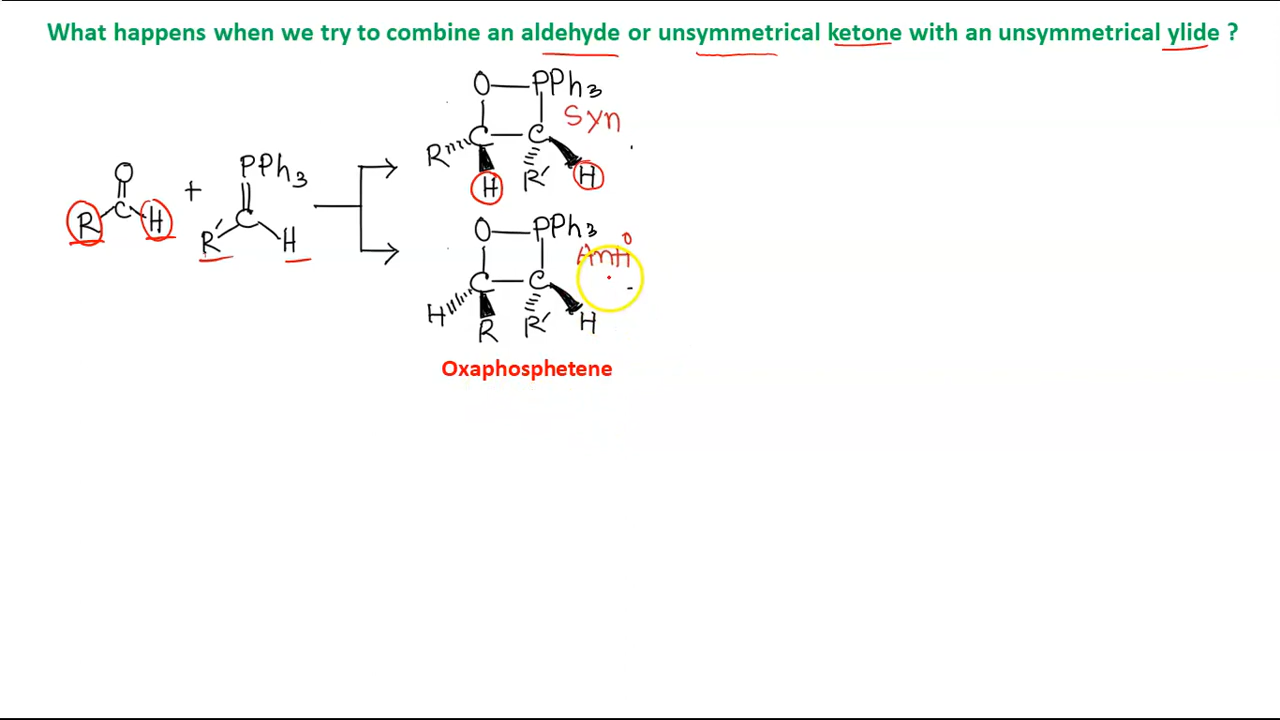 What happens when we try to combine an aldehyde or unsymmetrical ketone with an unsymmetrical ylide ?
O PPh3
Syn
C C
R H R' H
O
R C H
+
PPh3
R' C H
O PPh3
Anti
C C
H R R' H
Oxaphosphetene